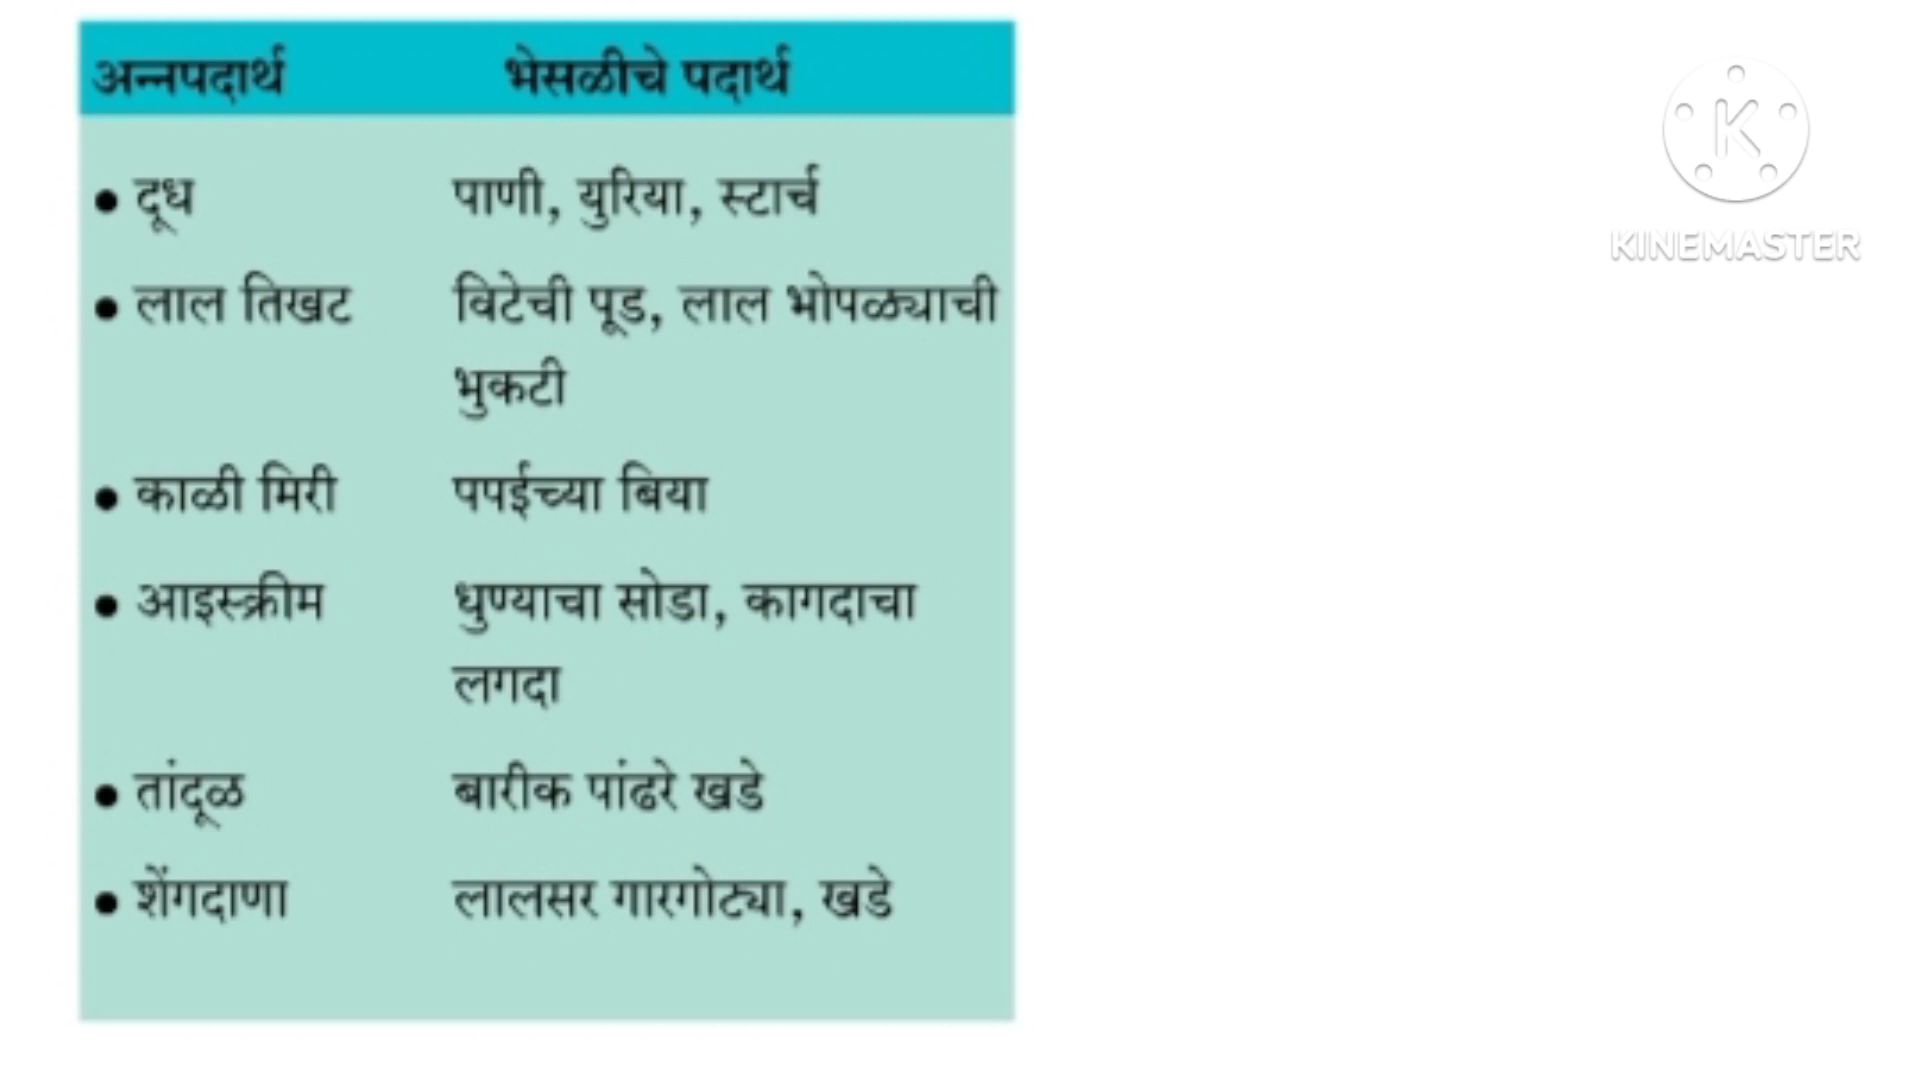 अन्नपदार्थ भेसळीचे पदार्थ
• दूध पाणी, युरिया, स्टार्च
• लाल तिखट विटेची पूड, लाल भोपळ्याची
भुकटी
• काळी मिरी पपईच्या बिया
• आइस्क्रीम धुण्याचा सोडा, कागदाचा
लगदा
• तांदूळ बारीक पांढरे खडे
• शेंगदाणा लालसर गारगोट्या, खडे
K
KINEMASTER